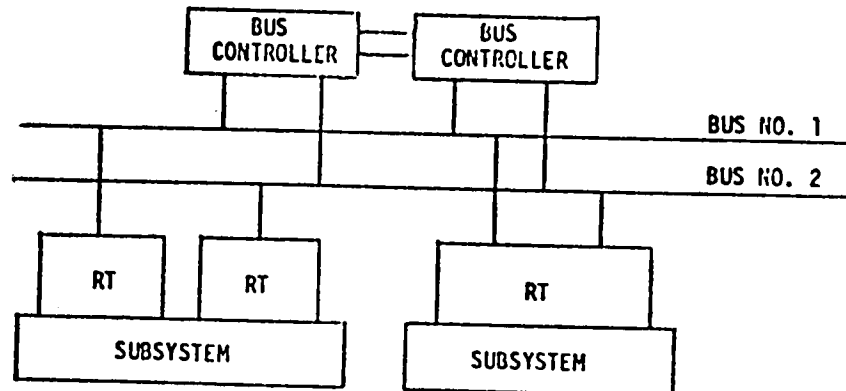 BUS
CONTROLLER
BUS
CONTROLLER
BUS NO. 1
BUS NO. 2
RT
RT
RT
SUBSYSTEM
SUBSYSTEM